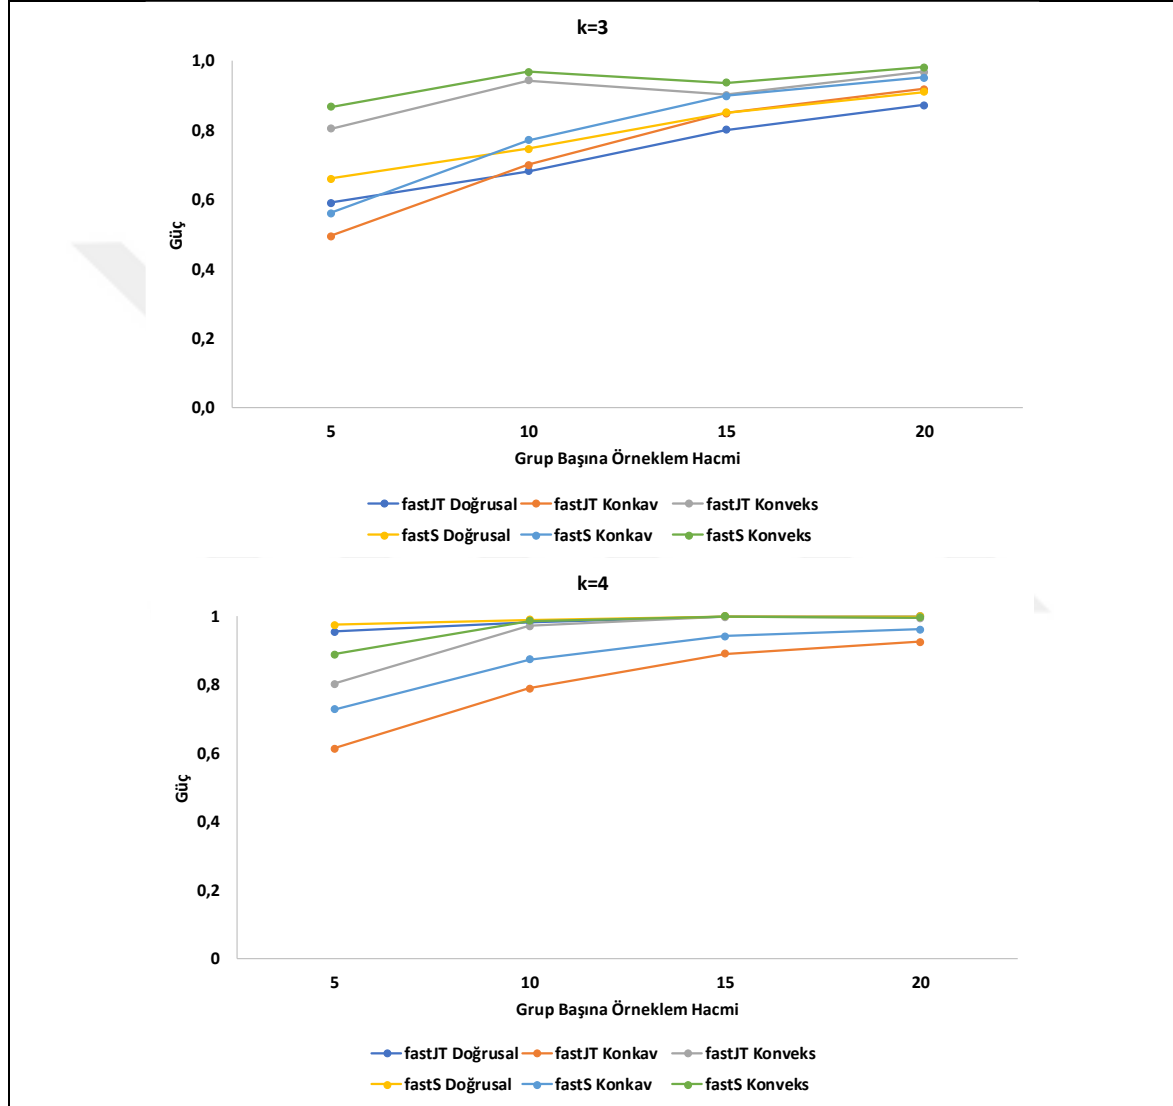 k=3
1,0
0,8
0,6
0,4
0,2
0,0
Güç
5 10 15 20
Grup Başına Örneklem Hacmi
fastJT Doğrusal fastJT Konkav fastJT Konveks
fastS Doğrusal fastS Konkav fastS Konveks
k=4
1
0,8
0,6
0,4
0,2
0
Güç
5 10 15 20
Grup Başına Örneklem Hacmi
fastJT Doğrusal fastJT Konkav fastJT Konveks
fastS Doğrusal fastS Konkav fastS Konveks